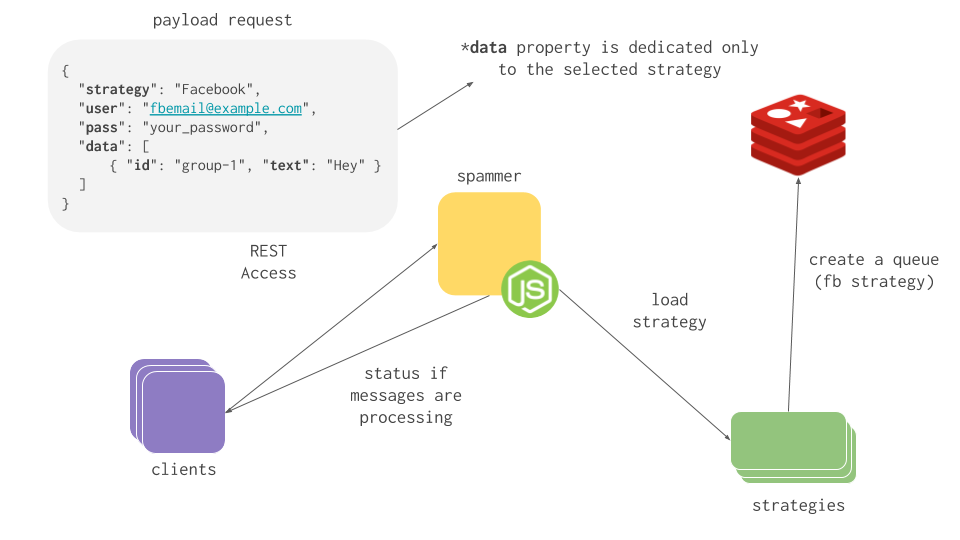 payload request
{
"strategy": "Facebook",
"user": "fbemail@example.com",
"pass": "your_password",
"data": [
{ "id": "group-1", "text": "Hey" }
]
}
*data property is dedicated only
to the selected strategy
spammer
JS
REST
Access
create a queue
(fb strategy)
load
strategy
status if
messages are
processing
clients
strategies